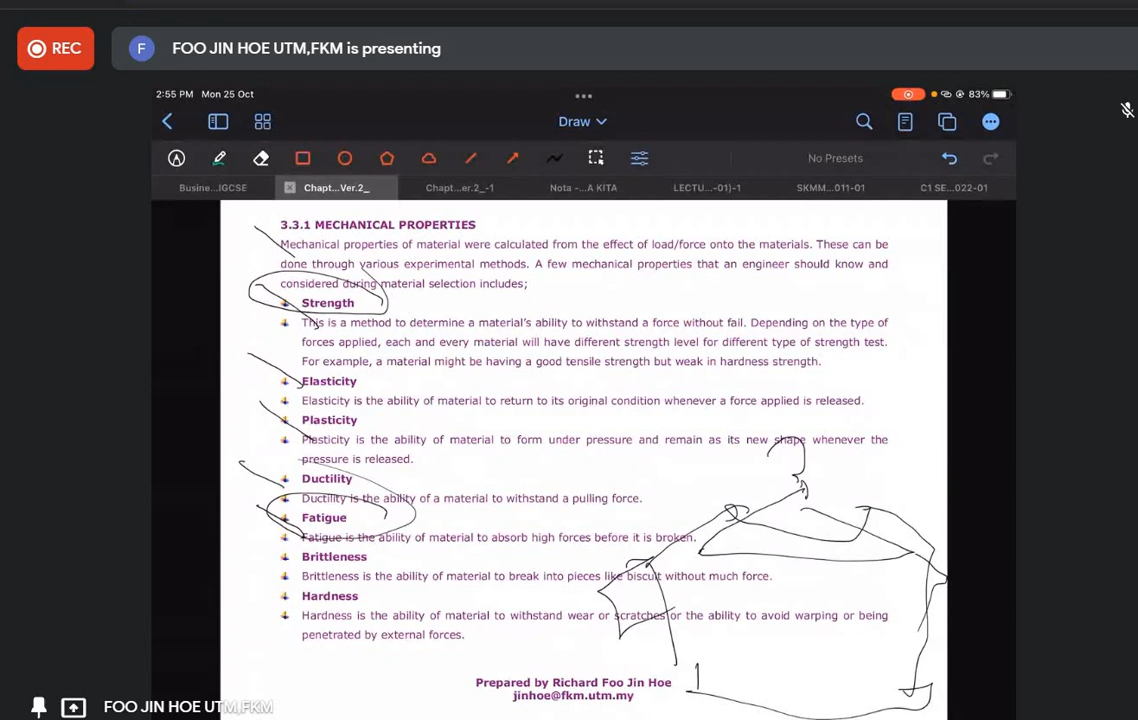 REC
F FOO JIN HOE UTM,FKM is presenting
2:55 PM Mon 25 Oct
83%
Draw
No Presets
Busine...IGCSE
Chapt...Ver.2_
Chapt...er.2_-1
Nota -...A KITA
LECTU...-01)-1
SKMM...011-01
C1 SE...022-01
3.3.1 MECHANICAL PROPERTIES
Mechanical properties of material were calculated from the effect of load/force onto the materials. These can be
done through various experimental methods. A few mechanical properties that an engineer should know and
considered during material selection includes;
Strength
This is a method to determine a material's ability to withstand a force without fail. Depending on the type of
forces applied, each and every material will have different strength level for different type of strength test.
For example, a material might be having a good tensile strength but weak in hardness strength.
Elasticity
Elasticity is the ability of material to return to its original condition whenever a force applied is released.
Plasticity
Plasticity is the ability of material to form under pressure and remain as its new shape whenever the
pressure is released.
Ductility
Ductility is the ability of a material to withstand a pulling force.
Fatigue
Fatigue is the ability of material to absorb high forces before it is broken.
Brittleness
Brittleness is the ability of material to break into pieces like biscuit without much force.
Hardness
Hardness is the ability of material to withstand wear or scratches or the ability to avoid warping or being
penetrated by external forces.
Prepared by Richard Foo Jin Hoe
jinhoe@fkm.utm.my
FOO JIN HOE UTM,FKM